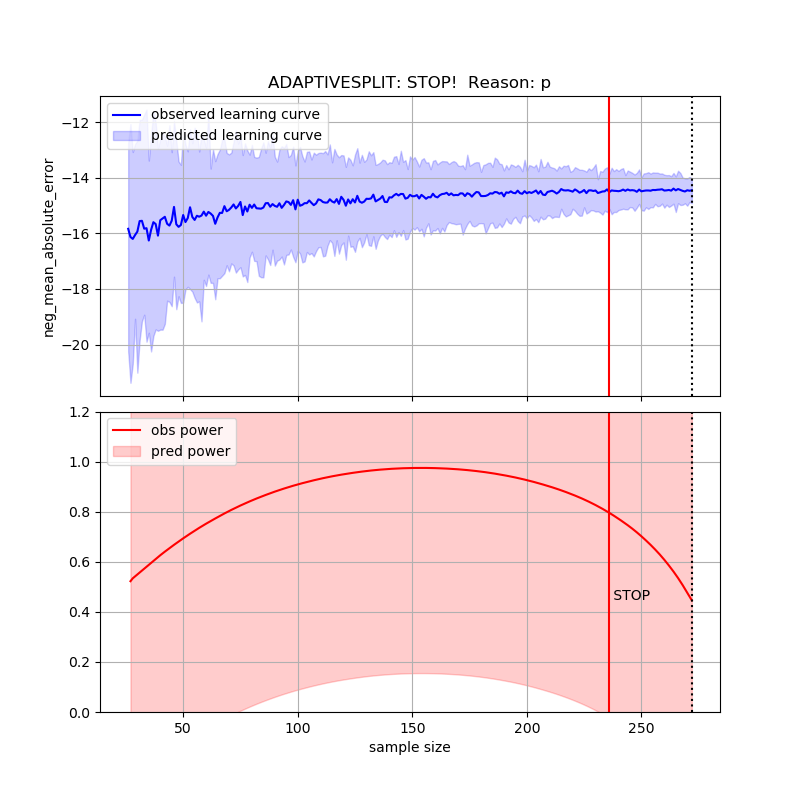 ADAPTIVESPLIT: STOP!  Reason: p
observed learning curve
predicted learning curve
neg_mean_absolute_error
−12
−14
−16
−18
−20
obs power
pred power
1.2
1.0
0.8
0.6
0.4
0.2
0.0
STOP
50
100
150
200
250
sample size